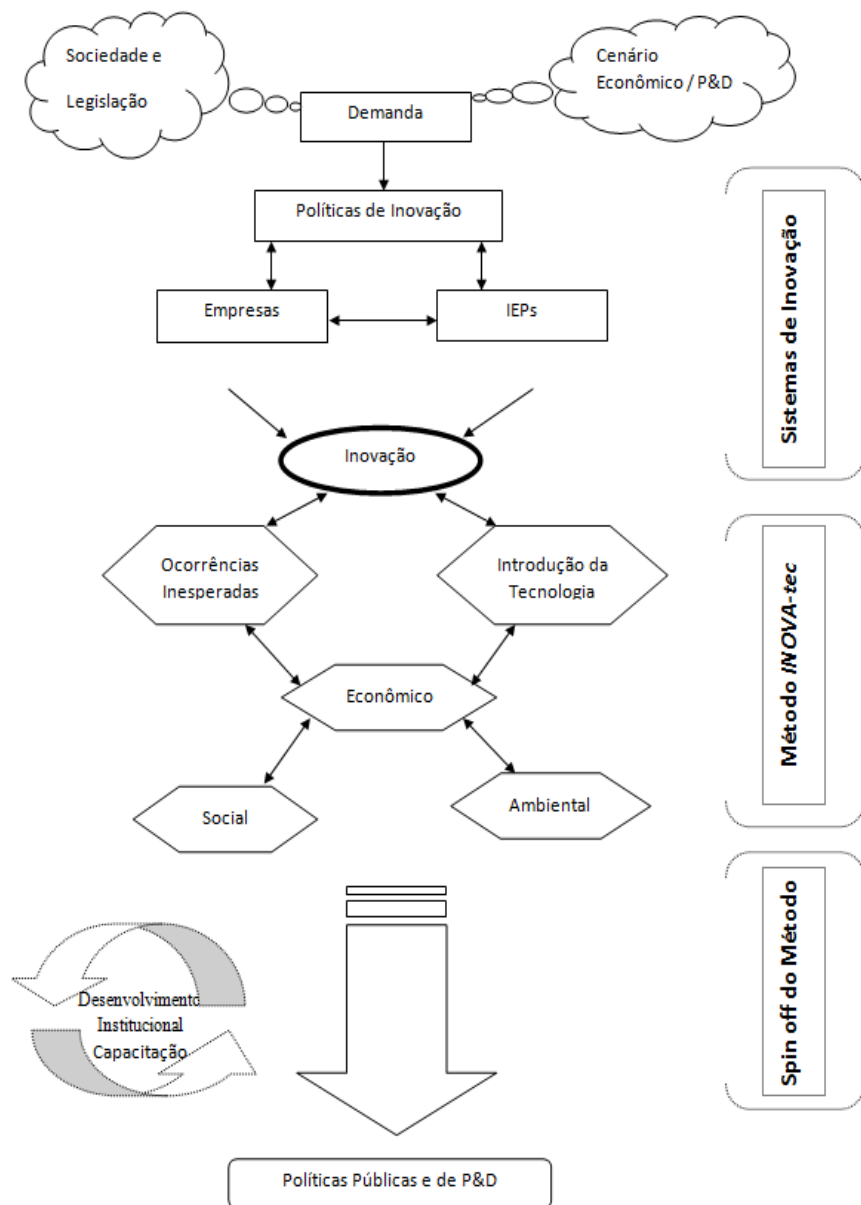 Sociedade e
Legislação
Cenário
Econômico / P&D
Demanda
Políticas de Inovação
Empresas
IEPs
Inovação
Sistemas de Inovação
Ocorrências
Inesperadas
Introdução da
Tecnologia
Econômico
Social
Ambiental
Método INOVA-tec
Desenvolvimento
Institucional
Capacitação
Spin off do Método
Políticas Públicas e de P&D